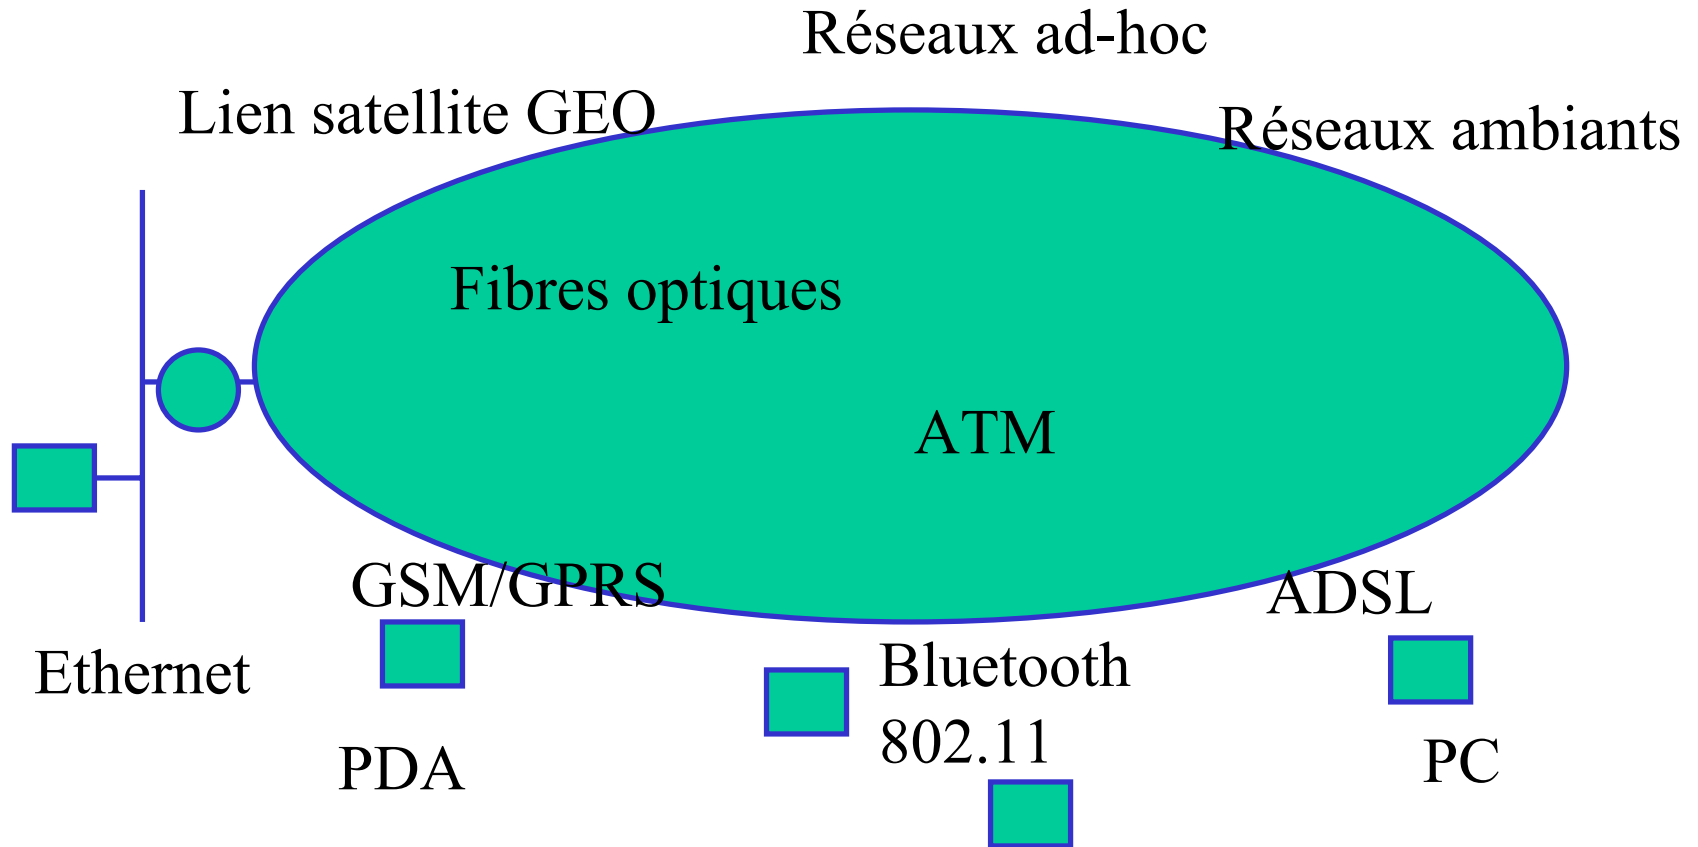 Réseaux ad-hoc
Lien satellite GEO
Réseaux ambiants
Fibres optiques
ATM
GSM/GPRS
ADSL
Ethernet
Bluetooth
802.11
PDA
PC